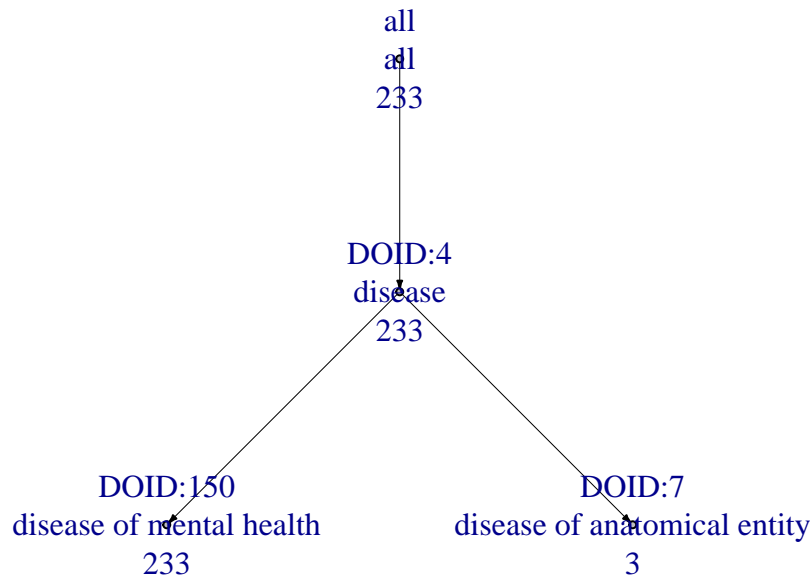 all
all
233
DOID:4
disease
233
DOID:150
disease of mental health
233
DOID:7
disease of anatomical entity
3